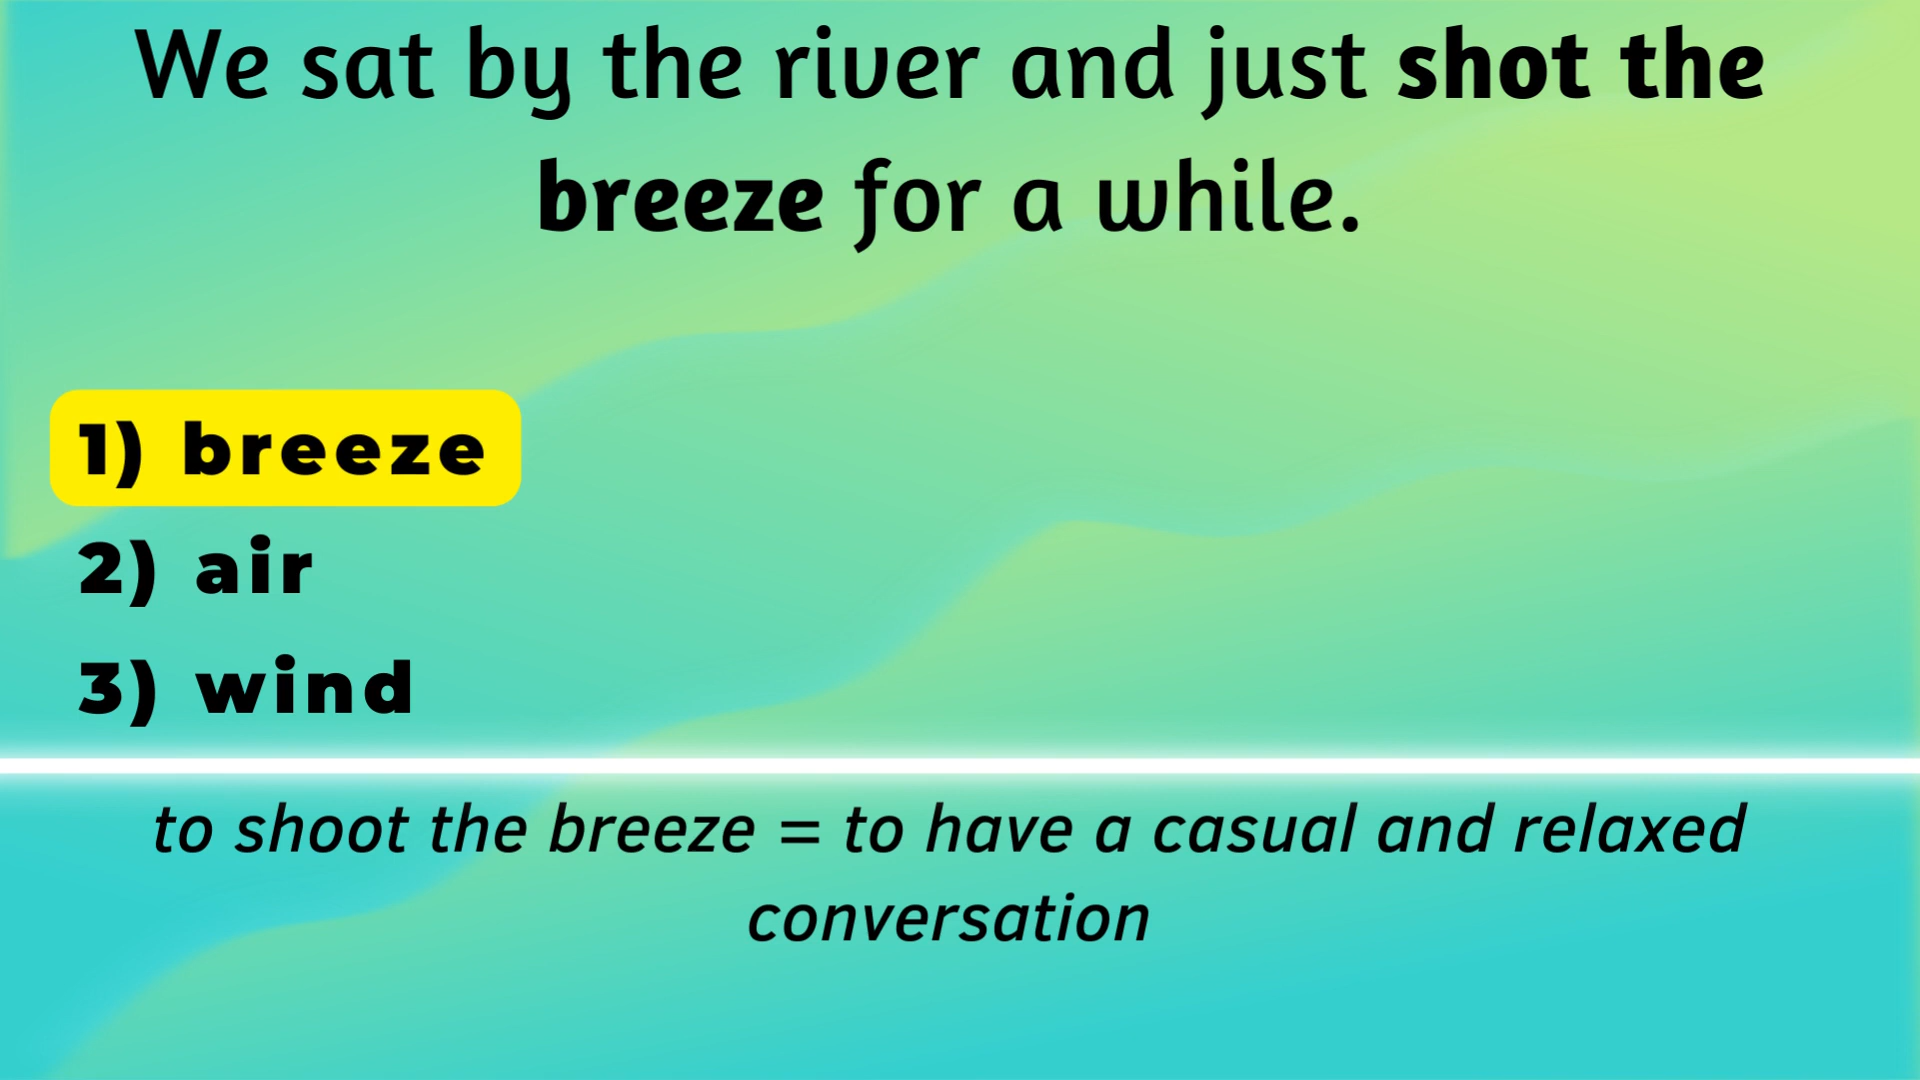 We sat by the river and just shot the
breeze for a while.
1) breeze
2) air
3) wind
to shoot the breeze = to have a casual and relaxed
conversation